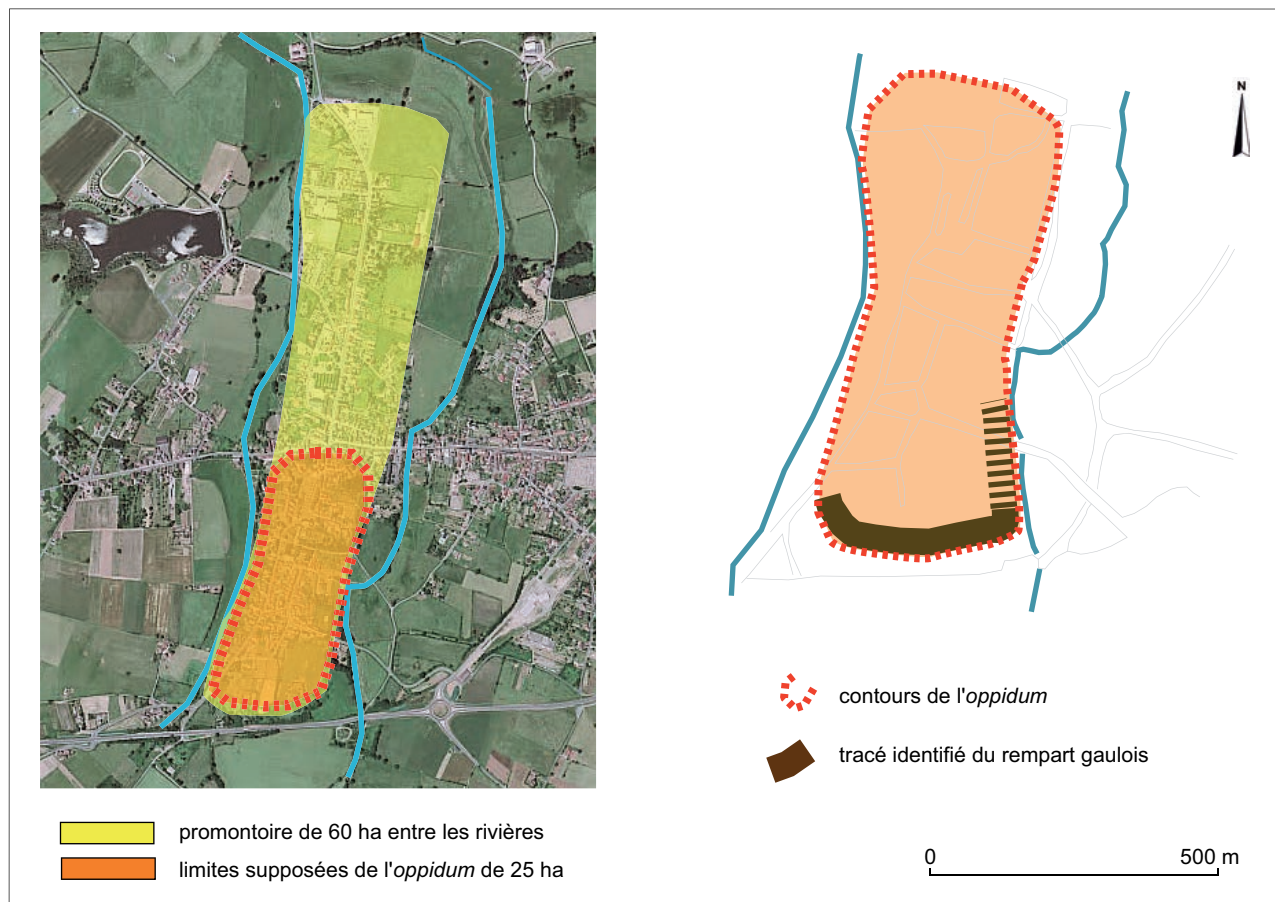 N
contours de l'oppidum
tracé identifié du rempart gaulois
promontoire de 60 ha entre les rivières
limites supposées de l'oppidum de 25 ha
0 500 m